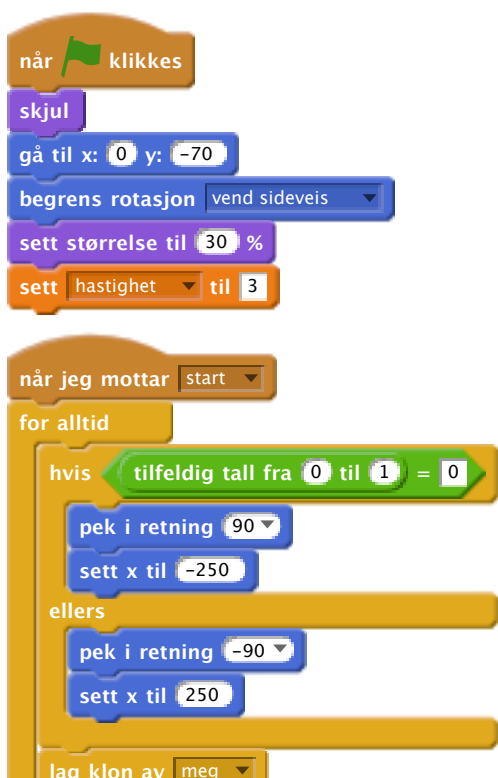 når klikkes
skjul
gå til x: 0 y: -70
begrens rotasjon vend sideveis
sett størrelse til 30 %
sett hastighet til 3
når jeg mottar start
for alltid
hvis tilfeldig tall fra 0 til 1 = 0
pek i retning 90
sett x til -250
ellers
pek i retning -90
sett x til 250
lag klon av meg